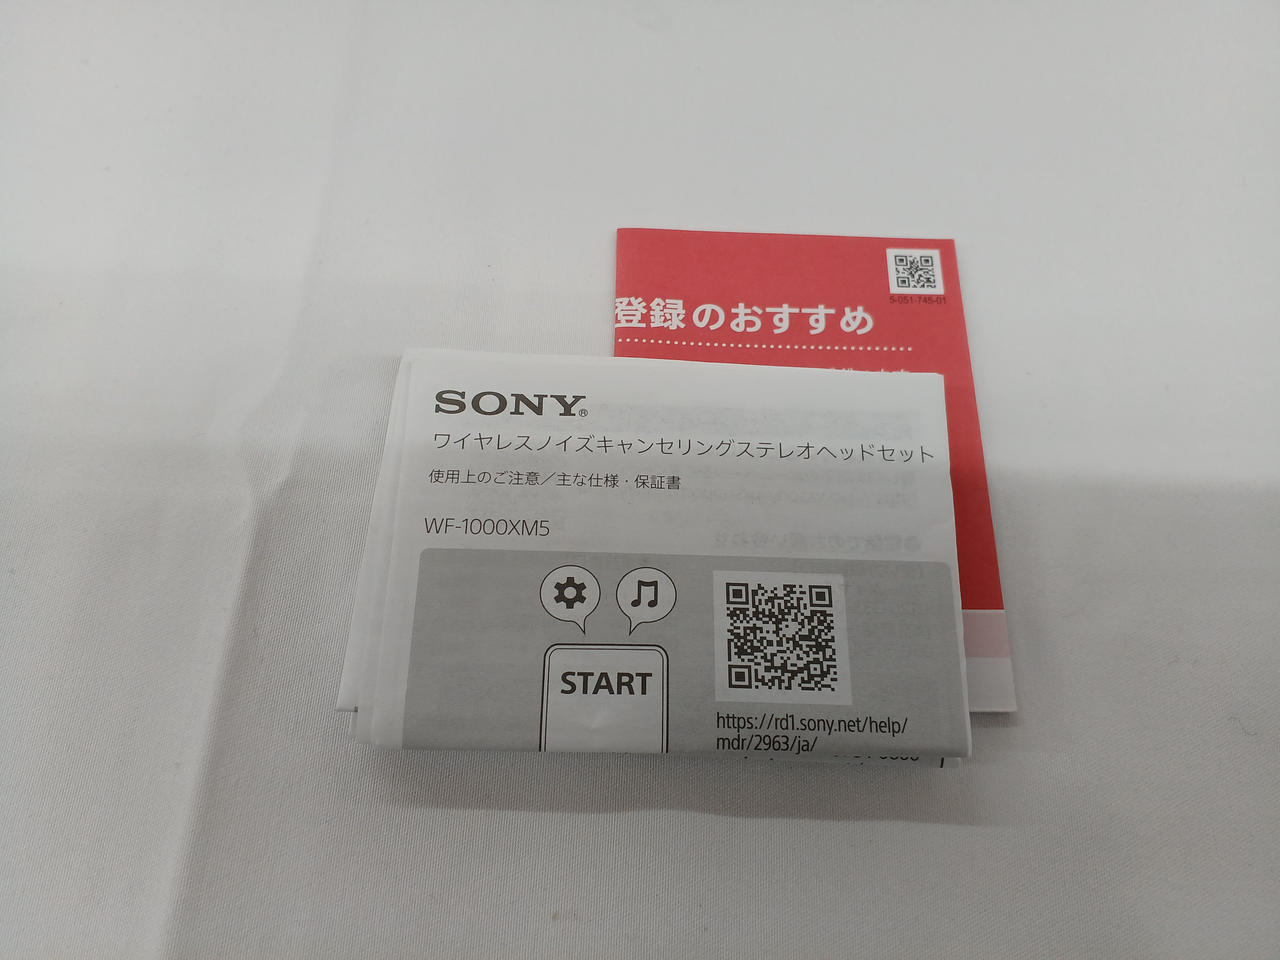 5-051-745-01
登録のおすすめ
SONY®
ワイヤレスノイズキャンセリングステレオヘッドセット
使用上のご注意／主な仕様・保証書
WF-1000XM5
START
https://rd1.sony.net/help/
mdr/2963/ja/